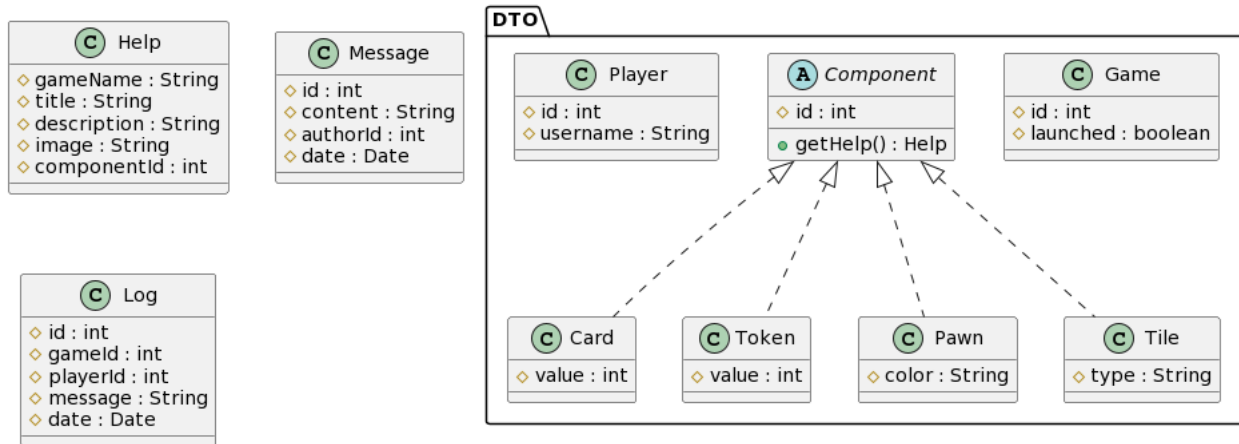 DTO
C Help
gameName : String
title : String
description : String
image : String
componentId : int
C Message
id : int
content : String
authorId : int
date : Date
C Player
id : int
username : String
A Component
id : int
getHelp() : Help
C Game
id : int
launched : boolean
C Log
id : int
gameId : int
playerId : int
message : String
date : Date
C Card
value : int
C Token
value : int
C Pawn
color : String
C Tile
type : String